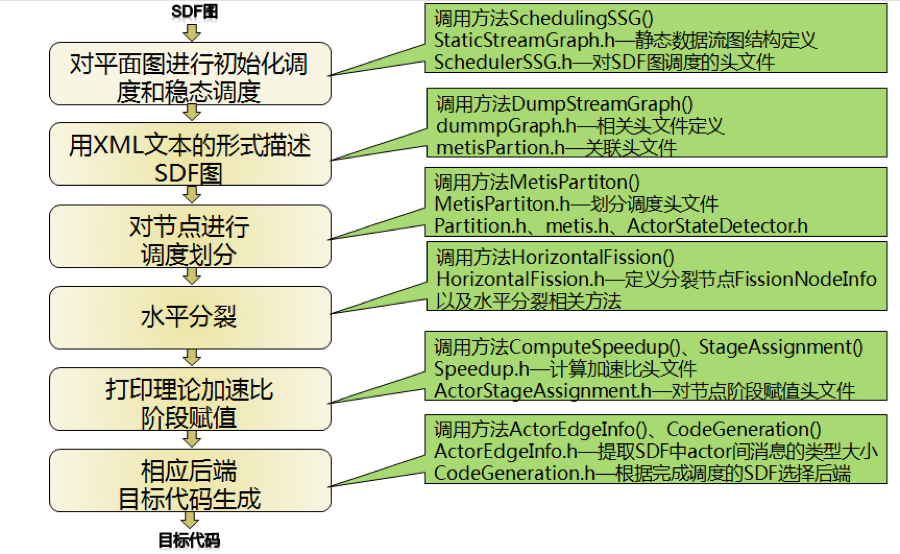 SDF图
对平面图进行初始化调
度和稳态调度
调用方法SchedulingSSG()
StaticStreamGraph.h—静态数据流图结构定义
SchedulerSSG.h—对SDF图调度的头文件
用XML文本的形式描述
SDF图
调用方法DumpStreamGraph()
dummpGraph.h—相关头文件定义
metisPartion.h—关联头文件
对节点进行
调度划分
调用方法MetisPartiton()
MetisPartiton.h—划分调度头文件
Partition.h、metis.h、ActorStateDetector.h
水平分裂
调用方法HorizontalFission()
HorizontalFission.h—定义分裂节点FissionNodeInfo
以及水平分裂相关方法
打印理论加速比
阶段赋值
调用方法ComputeSpeedup()、StageAssignment()
Speedup.h—计算加速比头文件
ActorStageAssignment.h—对节点阶段赋值头文件
相应后端
目标代码生成
调用方法ActorEdgeInfo()、CodeGeneration()
ActorEdgeInfo.h—提取SDF中actor间消息的类型大小
CodeGeneration.h—根据完成调度的SDF选择后端
目标代码